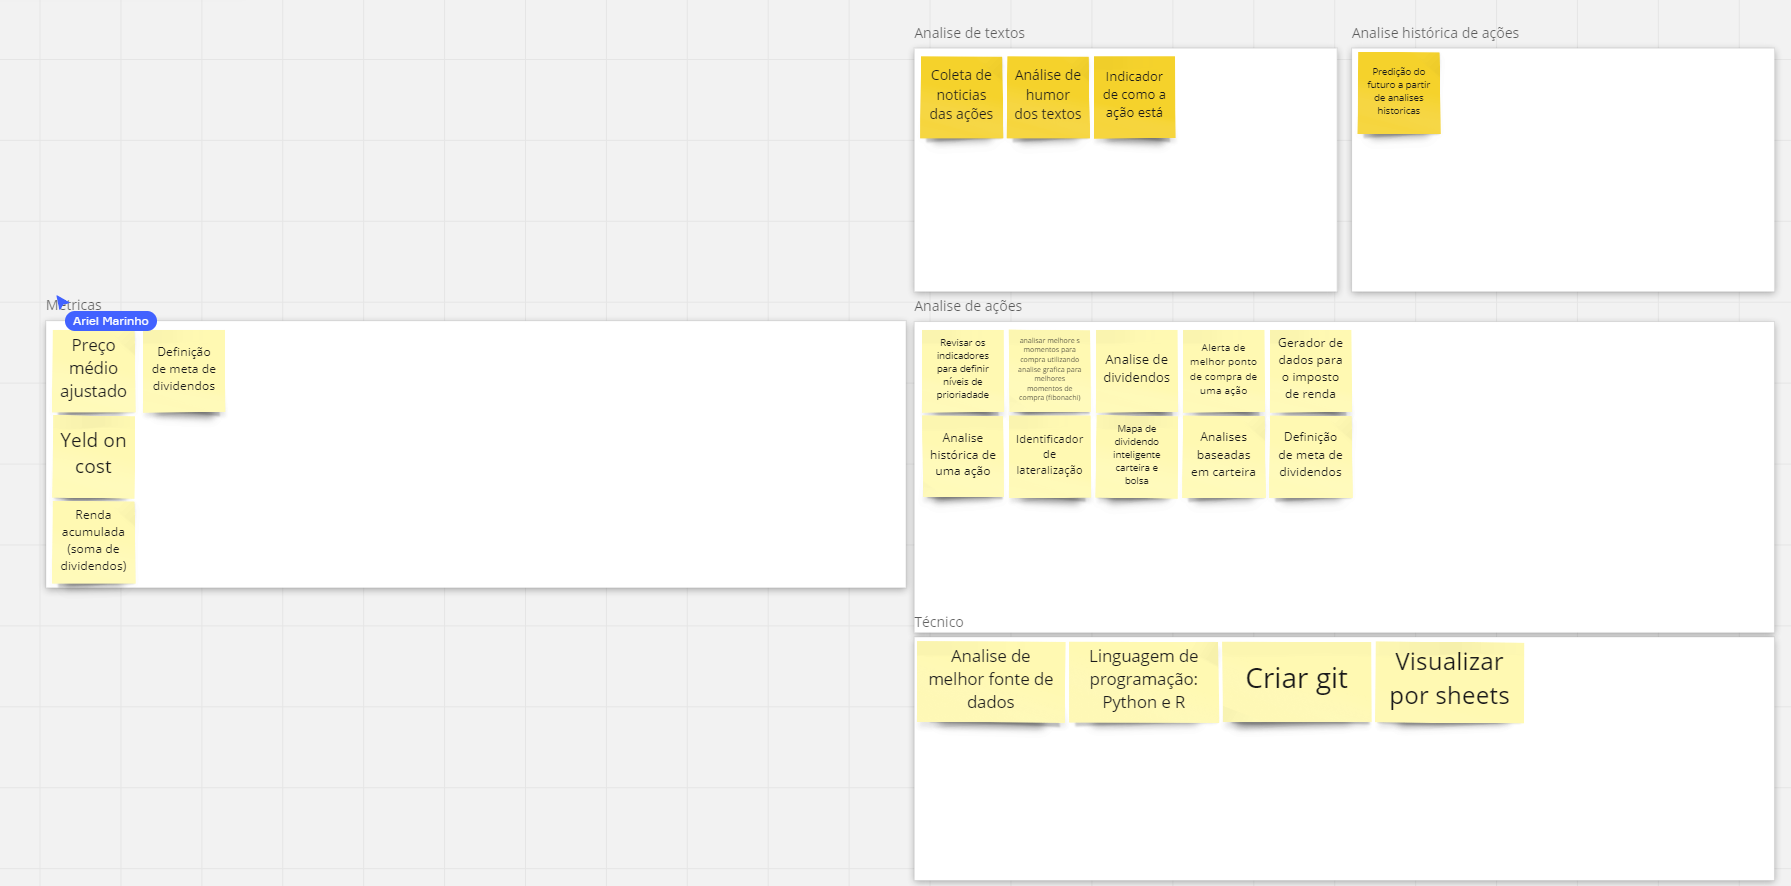 Analise de textos
Coleta de
noticias
das ações
Análise de
humor
dos textos
Indicador
de como a
ação está
Analise histórica de ações
Predição do
futuro a partir
de analises
historicas
Métricas
Ariel Marinho
Preço
médio
ajustado
Definição
de meta de
dividendos
Yeld on
cost
Renda
acumulada
(soma de
dividendos)
Analise de ações
Revisar os
indicadores
para definir
níveis de
prioriadade
analisar melhore s
momentos para
compra utilizando
analise grafica para
melhores
momentos de
compra (fibonachi)
Analise de
dividendos
Alerta de
melhor ponto
de compra de
uma ação
Gerador de
dados para
o imposto
de renda
Analise
histórica de
uma ação
Identificador
de
lateralização
Mapa de
dividendo
inteligente
carteira e
bolsa
Analises
baseadas
em carteira
Definição
de meta de
dividendos
Técnico
Analise de
melhor fonte de
dados
Linguagem de
programação:
Python e R
Criar git
Visualizar
por sheets